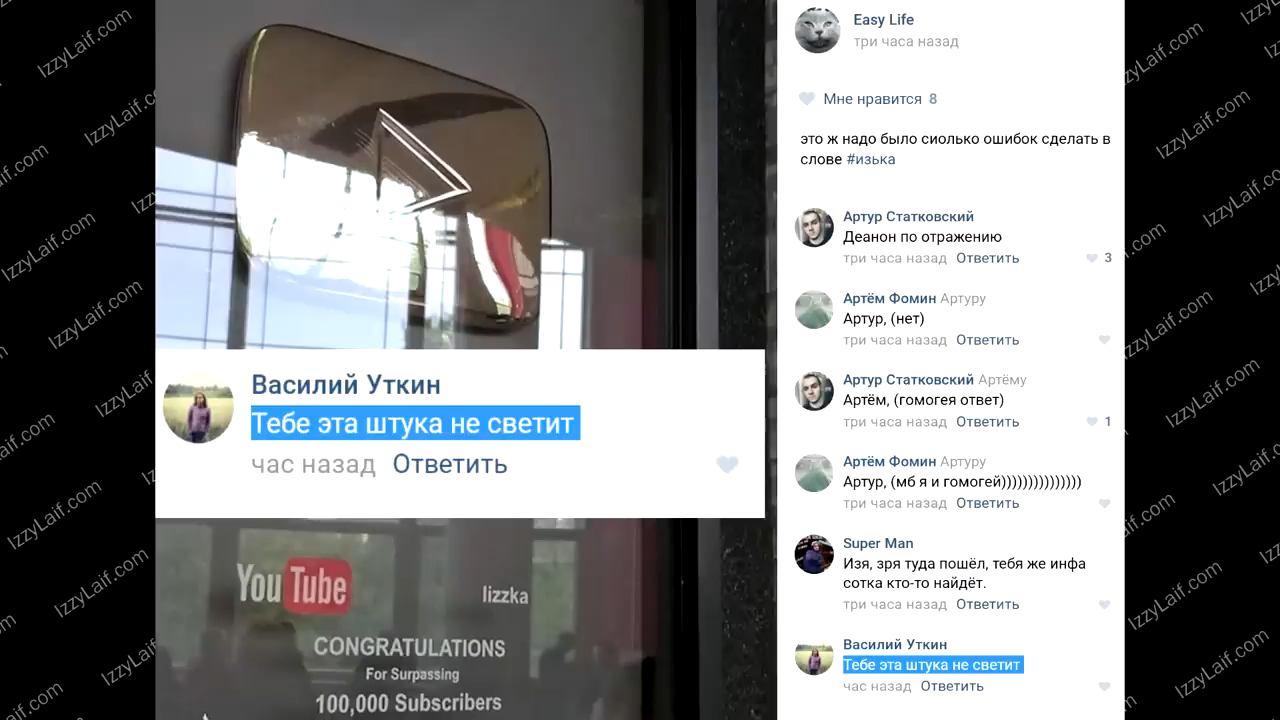 IzzyLaif.com
Easy Life
три часа назад
Мне нравится 8
это ж надо было сиолько ошибок сделать в
слове #изька
Артур Статковский
Деанон по отражению
три часа назад Ответить 3
Артём Фомин Артуру
Артур, (нет)
три часа назад Ответить
Артур Статковский Артёму
Артём, (гомогея ответ)
три часа назад Ответить 1
Артём Фомин Артуру
Артур, (мб я и гомогей)))))))))))))))
три часа назад Ответить
Super Man
Изя, зря туда пошёл, тебя же инфа
сотка кто-то найдёт.
три часа назад Ответить
Василий Уткин
Тебе эта штука не светит
час назад Ответить
Василий Уткин
Тебе эта штука не светит
час назад Ответить
YouTube
lizzka
CONGRATULATIONS
For Surpassing
100,000 Subscribers